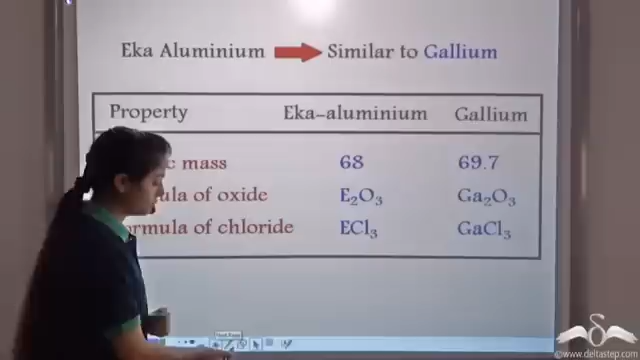 Eka Aluminium Similar to Gallium
Property Eka-aluminium Gallium
c mass 68 69.7
ula of oxide E₂O₃ Ga₂O₃
ormula of chloride ECl₃ GaCl₃
©www.deltastep.com